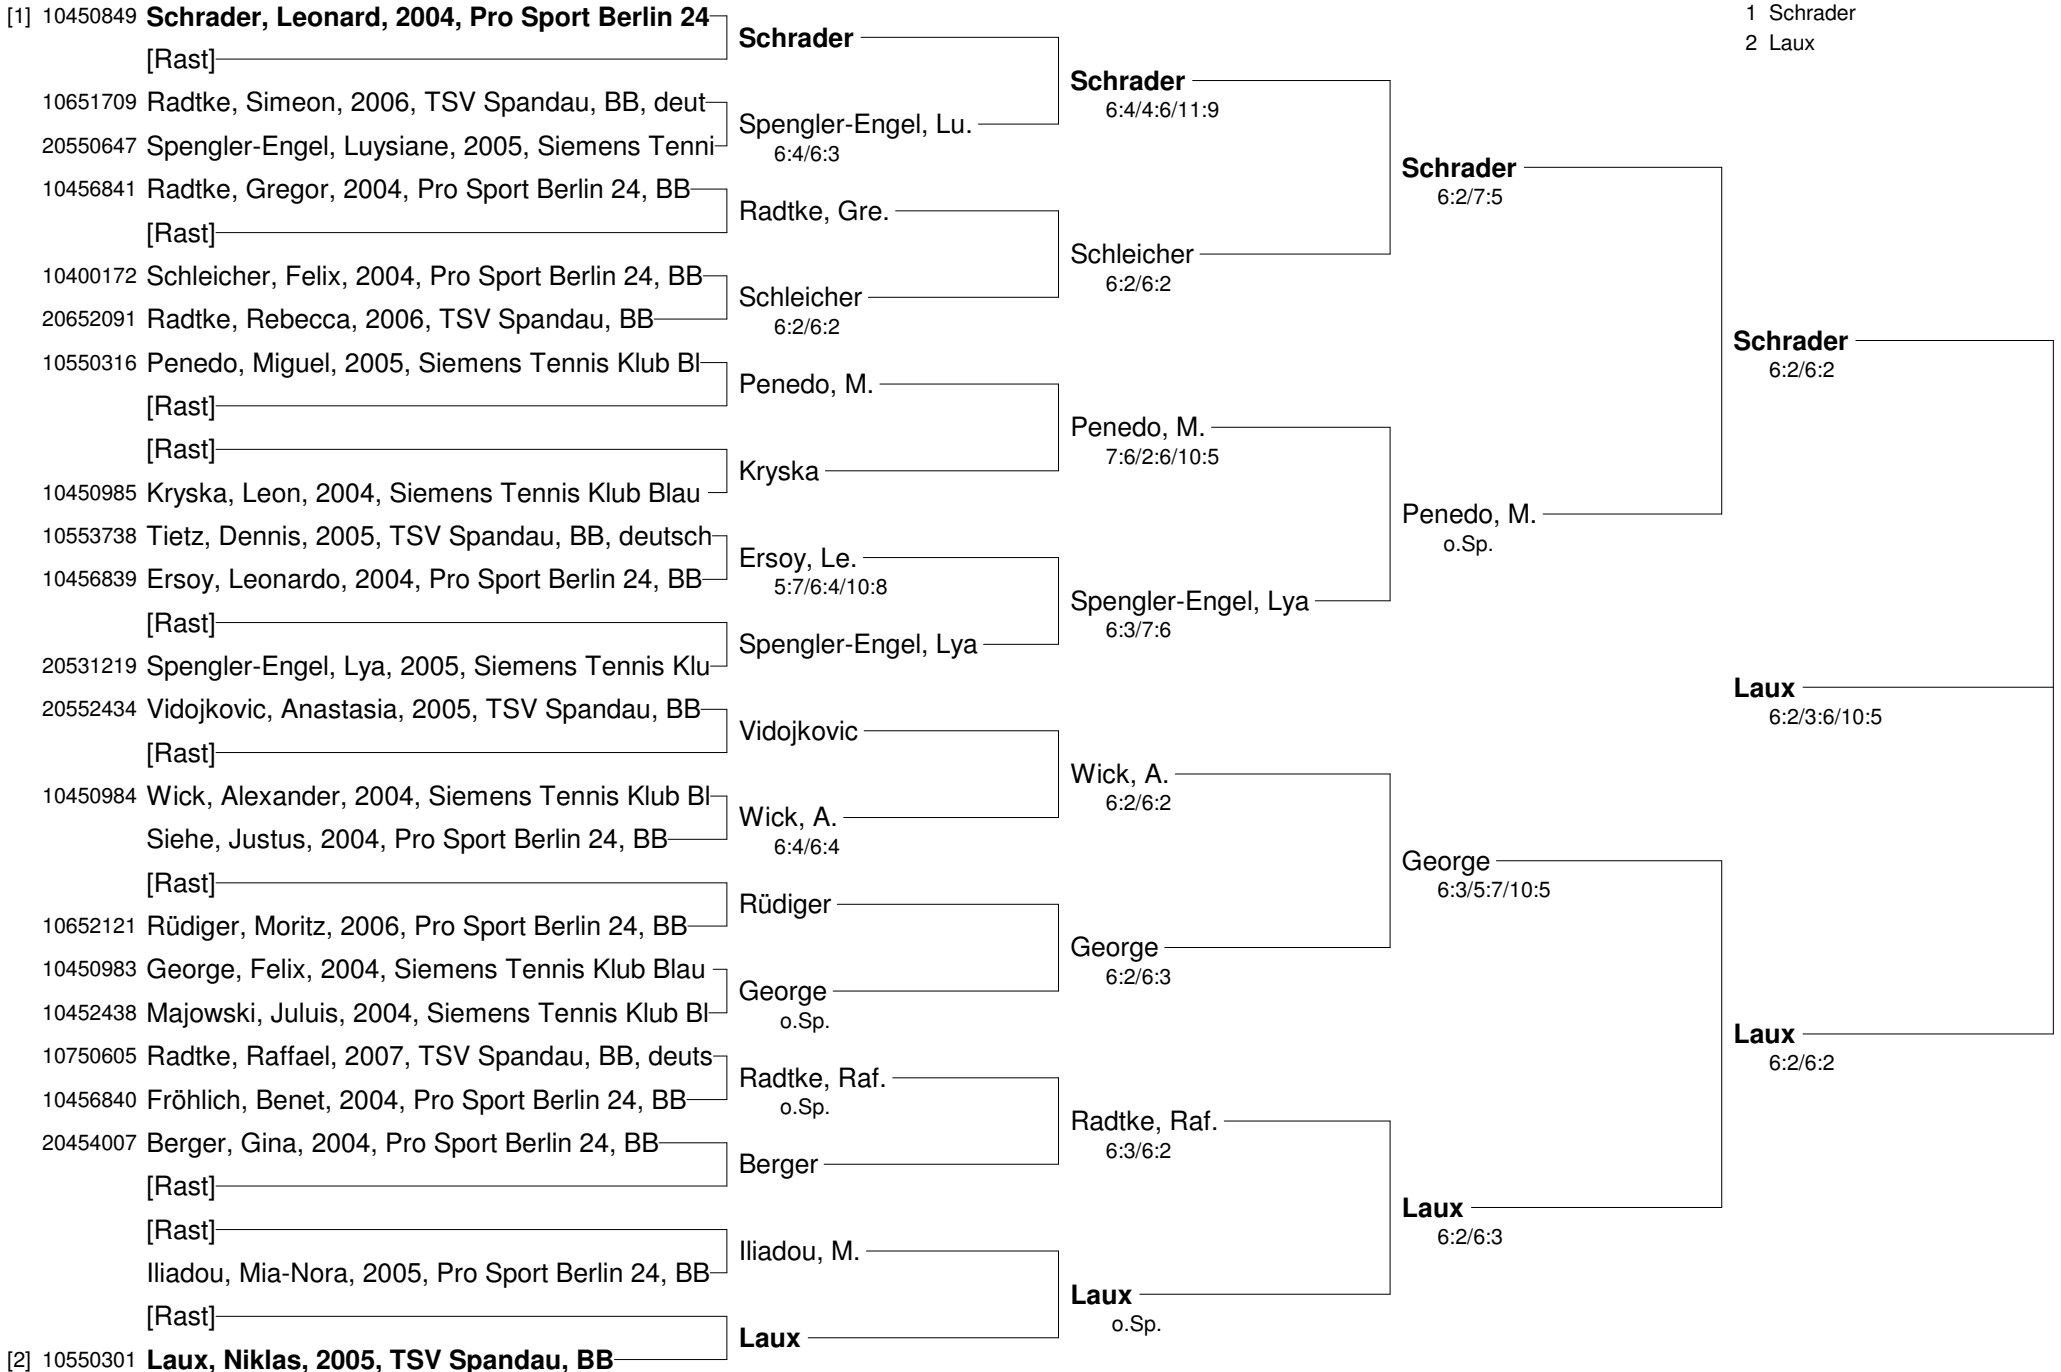 [1] 10450849 Schrader, Leonard, 2004, Pro Sport Berlin 24
[Rast]
10651709 Radtke, Simeon, 2006, TSV Spandau, BB, deut
20550647 Spengler-Engel, Luysiane, 2005, Siemens Tenni
10456841 Radtke, Gregor, 2004, Pro Sport Berlin 24, BB
[Rast]
10400172 Schleicher, Felix, 2004, Pro Sport Berlin 24, BB
20652091 Radtke, Rebecca, 2006, TSV Spandau, BB
10550316 Penedo, Miguel, 2005, Siemens Tennis Klub Bl
[Rast]
[Rast]
10450985 Kryska, Leon, 2004, Siemens Tennis Klub Blau
10553738 Tietz, Dennis, 2005, TSV Spandau, BB, deutsch
10456839 Ersoy, Leonardo, 2004, Pro Sport Berlin 24, BB
[Rast]
20531219 Spengler-Engel, Lya, 2005, Siemens Tennis Klu
20552434 Vidojkovic, Anastasia, 2005, TSV Spandau, BB
[Rast]
10450984 Wick, Alexander, 2004, Siemens Tennis Klub Bl
Siehe, Justus, 2004, Pro Sport Berlin 24, BB
[Rast]
10652121 Rüdiger, Moritz, 2006, Pro Sport Berlin 24, BB
10450983 George, Felix, 2004, Siemens Tennis Klub Blau
10452438 Majowski, Juluis, 2004, Siemens Tennis Klub Bl
10750605 Radtke, Raffael, 2007, TSV Spandau, BB, deuts
10456840 Fröhlich, Benet, 2004, Pro Sport Berlin 24, BB
20454007 Berger, Gina, 2004, Pro Sport Berlin 24, BB
[Rast]
[Rast]
Iliadou, Mia-Nora, 2005, Pro Sport Berlin 24, BB
[Rast]
[2] 10550301 Laux, Niklas, 2005, TSV Spandau, BB
Schrader
Spengler-Engel, Lu.
6:4/6:3
Radtke, Gre.
Schleicher
6:2/6:2
Penedo, M.
Kryska
Ersoy, Le.
5:7/6:4/10:8
Spengler-Engel, Lya
Vidojkovic
Wick, A.
6:4/6:4
Rüdiger
George
o.Sp.
Radtke, Raf.
o.Sp.
Berger
Iliadou, M.
Laux
Schrader
6:4/4:6/11:9
Schleicher
6:2/6:2
Penedo, M.
7:6/2:6/10:5
Spengler-Engel, Lya
6:3/7:6
Wick, A.
6:2/6:2
George
6:2/6:3
Radtke, Raf.
6:3/6:2
Laux
o.Sp.
Schrader
6:2/7:5
Penedo, M.
o.Sp.
George
6:3/5:7/10:5
Laux
6:2/6:3
1 Schrader
2 Laux
Schrader
6:2/6:2
Laux
6:2/3:6/10:5
Laux
6:2/6:2